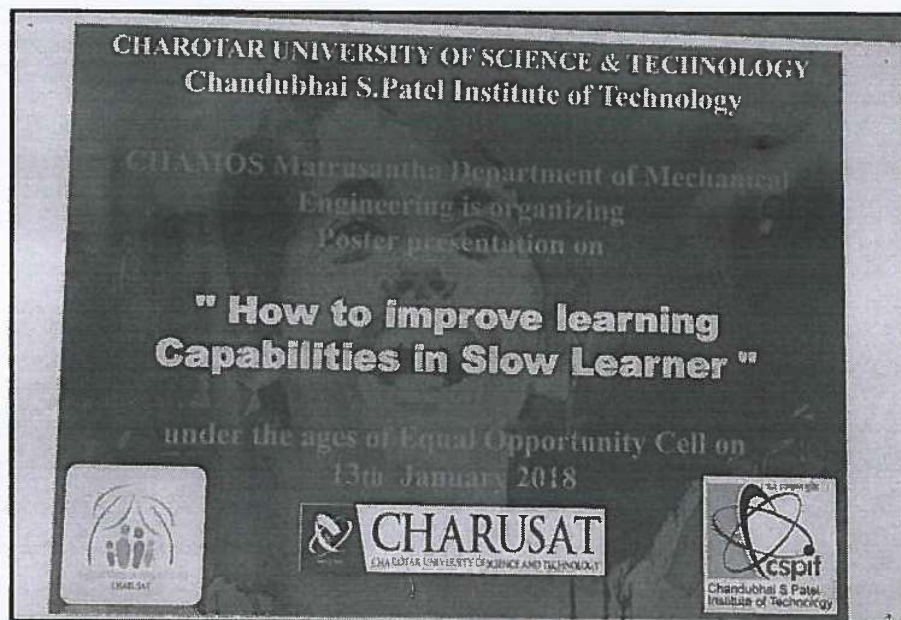 CHAROTAR UNIVERSITY OF SCIENCE & TECHNOLOGY
Chandubhai S.Patel Institute of Technology
CHAMOS Matrusantha Department of Mechanical
Engineering is organizing
Poster presentation on
" How to improve learning
Capabilities in Slow Learner "
under the ages of Equal Opportunity Cell on
13th January 2018
CHARUSAT
CHARUSAT
CHAROTAR UNIVERSITY OF SCIENCE AND TECHNOLOGY
cspit
Chandubhai S Patel
Institute of Technology